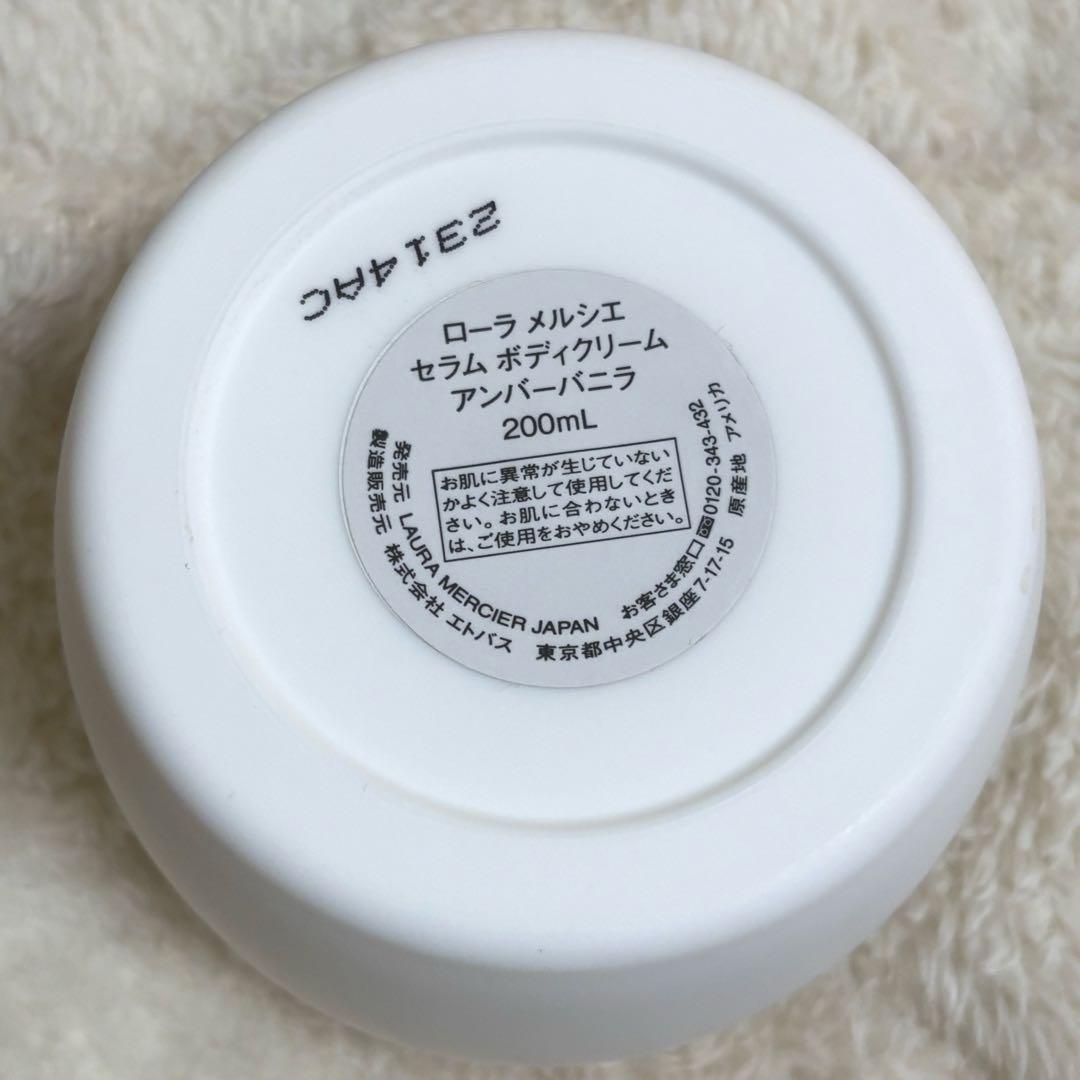 2314AC
ローラ メルシエ
セラム ボディクリーム
アンバーバニラ
200mL
お肌に異常が生じていない
かよく注意して使用してくだ
さい。お肌に合わないとき
は、ご使用をおやめください。
発売元 LAURA MERCIER JAPAN お客さま窓口 0120-343-432
製造販売元 株式会社 エトバス 東京都中央区銀座7-17-15 原産地 アメリカ